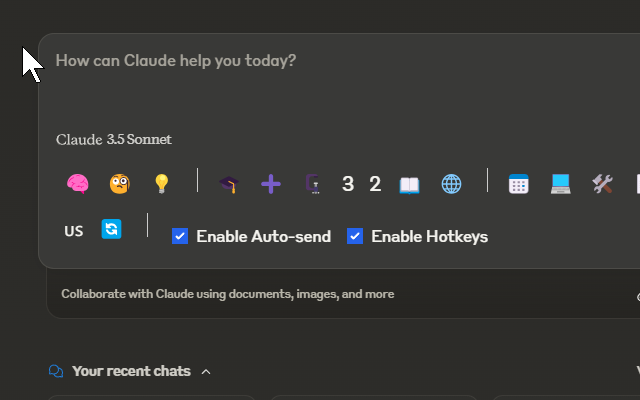 How can Claude help you today?
Claude 3.5 Sonnet
3 2
US
Enable Auto-send Enable Hotkeys
Collaborate with Claude using documents, images, and more
Your recent chats